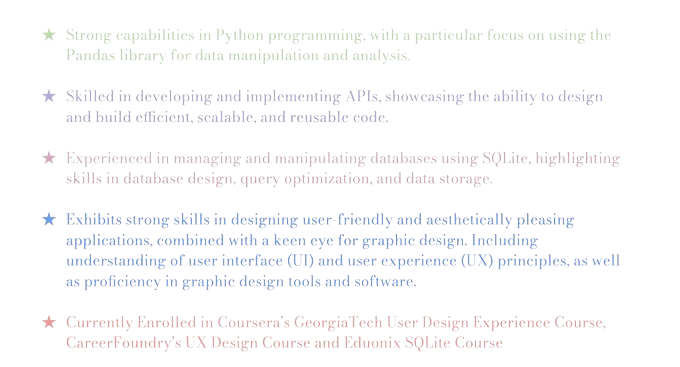 ★ Strong capabilities in Python programming, with a particular focus on using the
Pandas library for data manipulation and analysis.
★ Skilled in developing and implementing APIs, showcasing the ability to design
and build efficient, scalable, and reusable code.
★ Experienced in managing and manipulating databases using SQLite, highlighting
skills in database design, query optimization, and data storage.
★ Exhibits strong skills in designing user-friendly and aesthetically pleasing
applications, combined with a keen eye for graphic design. Including
understanding of user interface (UI) and user experience (UX) principles, as well
as proficiency in graphic design tools and software.
★ Currently Enrolled in Coursera's GeorgiaTech User Design Experience Course,
CareerFoundry's UX Design Course and Eduonix SQLite Course